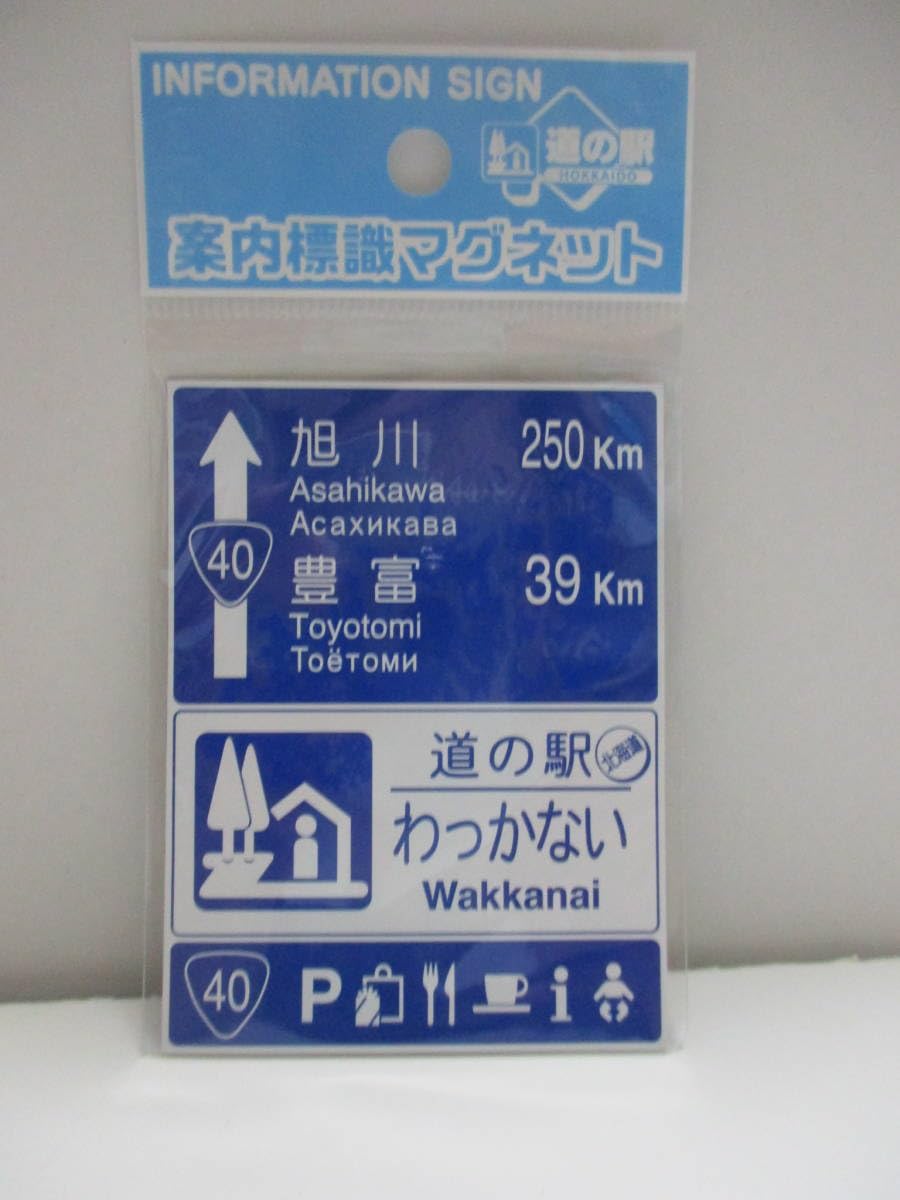 INFORMATION SIGN
道の駅
HOKKAIDO
案内標識マグネット
旭川 250 Km
Asahikawa
Асахикава
40
豊富 39 Km
Toyotomi
Тоётоми
道の駅 北海道
わっかない
Wakkanai
40 P i